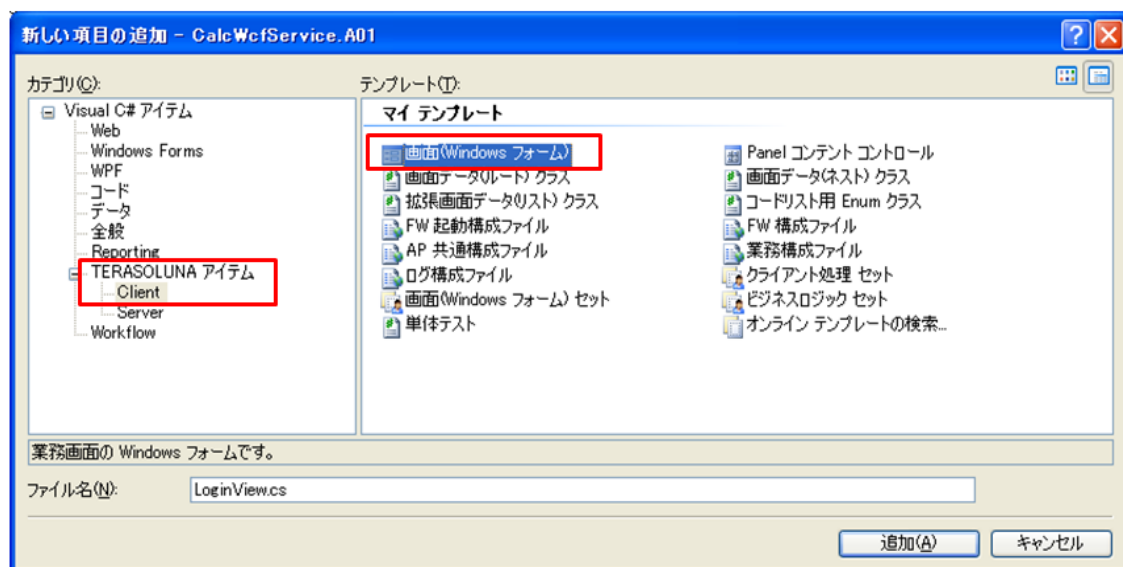 新しい項目の追加 - CalcWcfService.A01
カテゴリ(C):
テンプレート(T):
Visual C# アイテム
Web
Windows Forms
WPF
コード
データ
全般
Reporting
TERASOLUNA アイテム
Client
Server
Workflow
マイ テンプレート
画面(Windows フォーム)
画面データ(ルート) クラス
拡張画面データ(リスト) クラス
FW 起動構成ファイル
AP 共通構成ファイル
ログ構成ファイル
画面(Windows フォーム) セット
単体テスト
Panel コンテント コントロール
画面データ(ネスト) クラス
コードリスト用 Enum クラス
FW 構成ファイル
業務構成ファイル
クライアント処理 セット
ビジネスロジック セット
オンライン テンプレートの検索...
業務画面の Windows フォームです。
ファイル名(N):
LoginView.cs
追加(A)
キャンセル